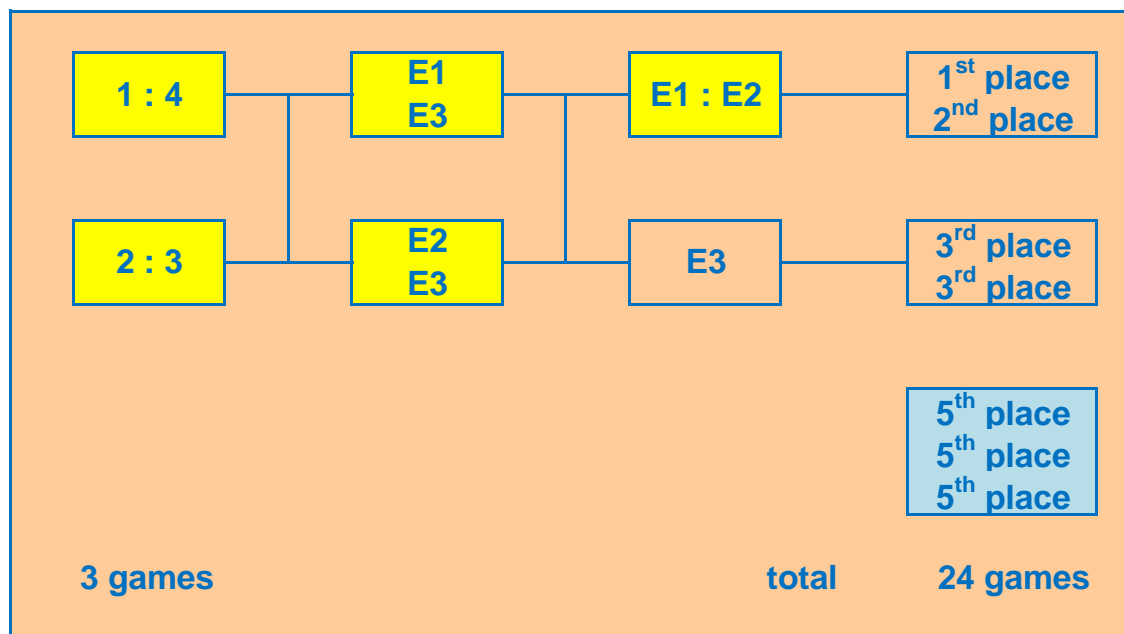 1 : 4
E1
E3
E1 : E2
1st place
2nd place
2 : 3
E2
E3
E3
3rd place
3rd place
5th place
5th place
5th place
3 games total 24 games